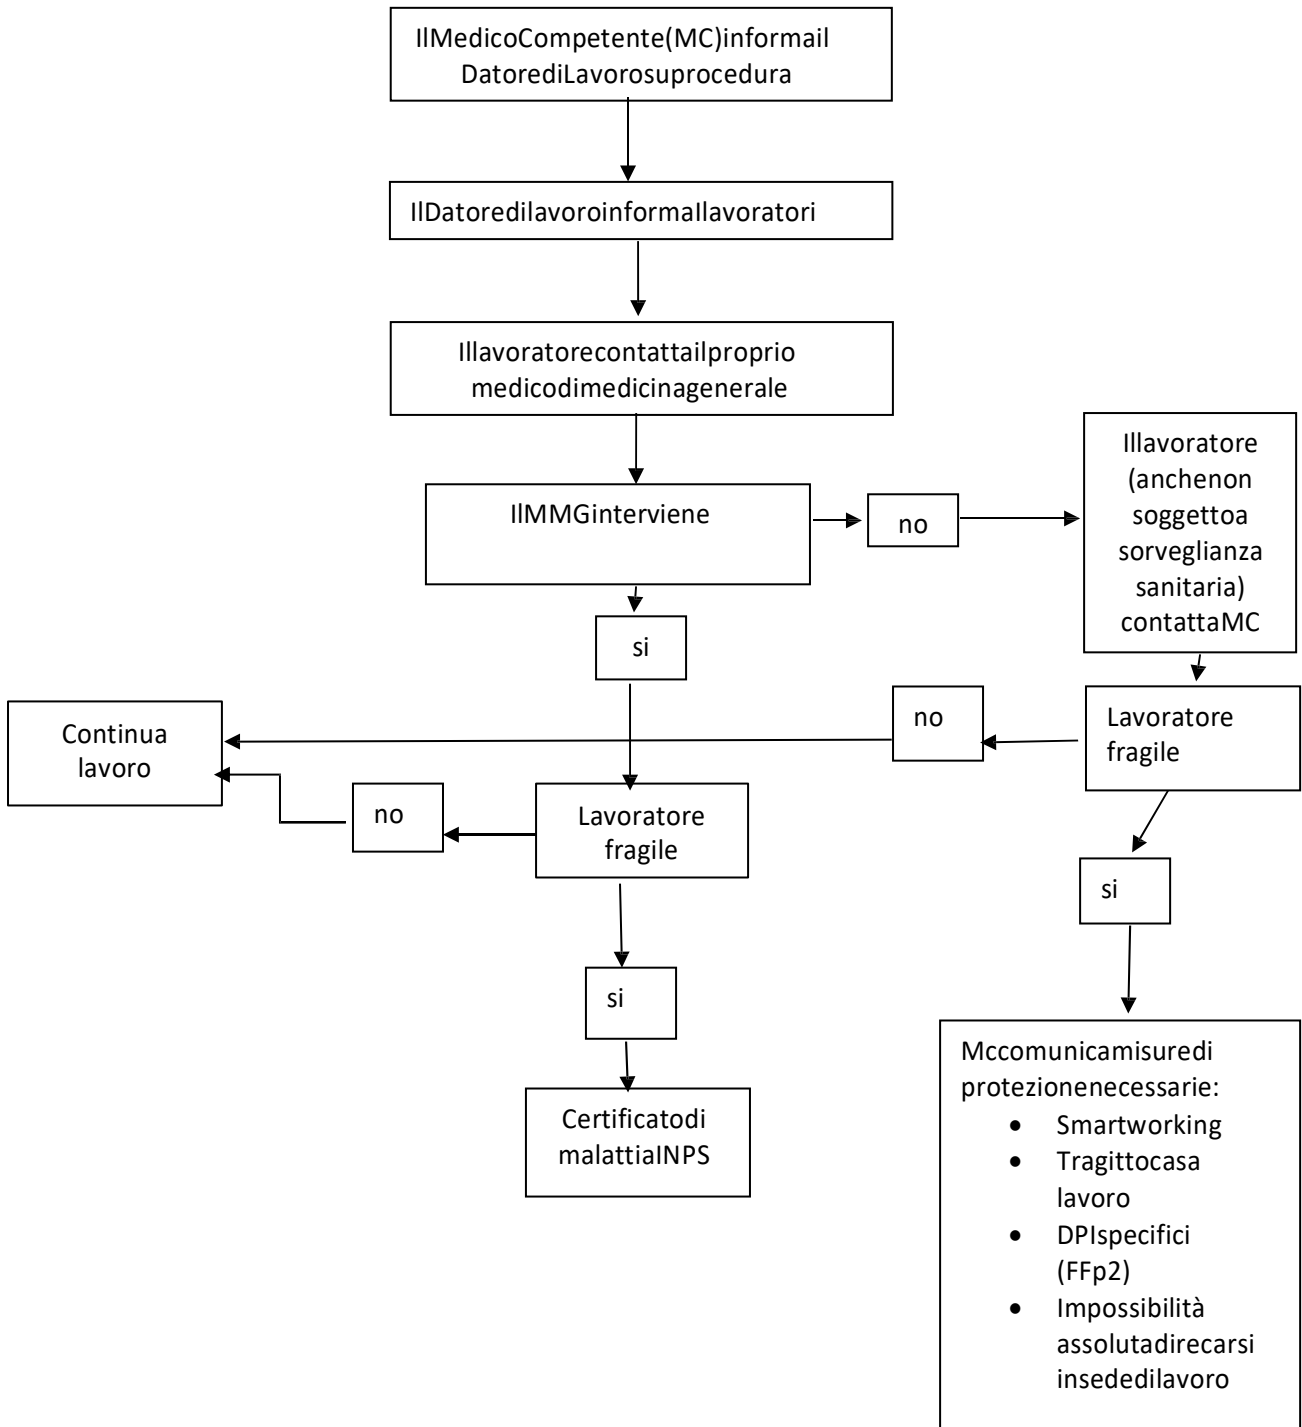 IlMedicoCompetente(MC)informail
DatorediLavorosuprocedura
IlDatoredilavoroinformaIlavoratori
Illavoratorecontattailproprio
medicodimedicinagenerale
IlMMGinterviene
no
Illavoratore
(anchenon
soggettoa
sorveglianza
sanitaria)
contattaMC
si
Continua
lavoro
no
Lavoratore
fragile
no
Lavoratore
fragile
si
si
Certificatodi
malattiaINPS
Mccomunicamisuredi
protezionenecessarie:
• Smartworking
• Tragittocasa
lavoro
• DPIspecifici
(FFp2)
• Impossibilità
assolutadirecarsi
insededilavoro